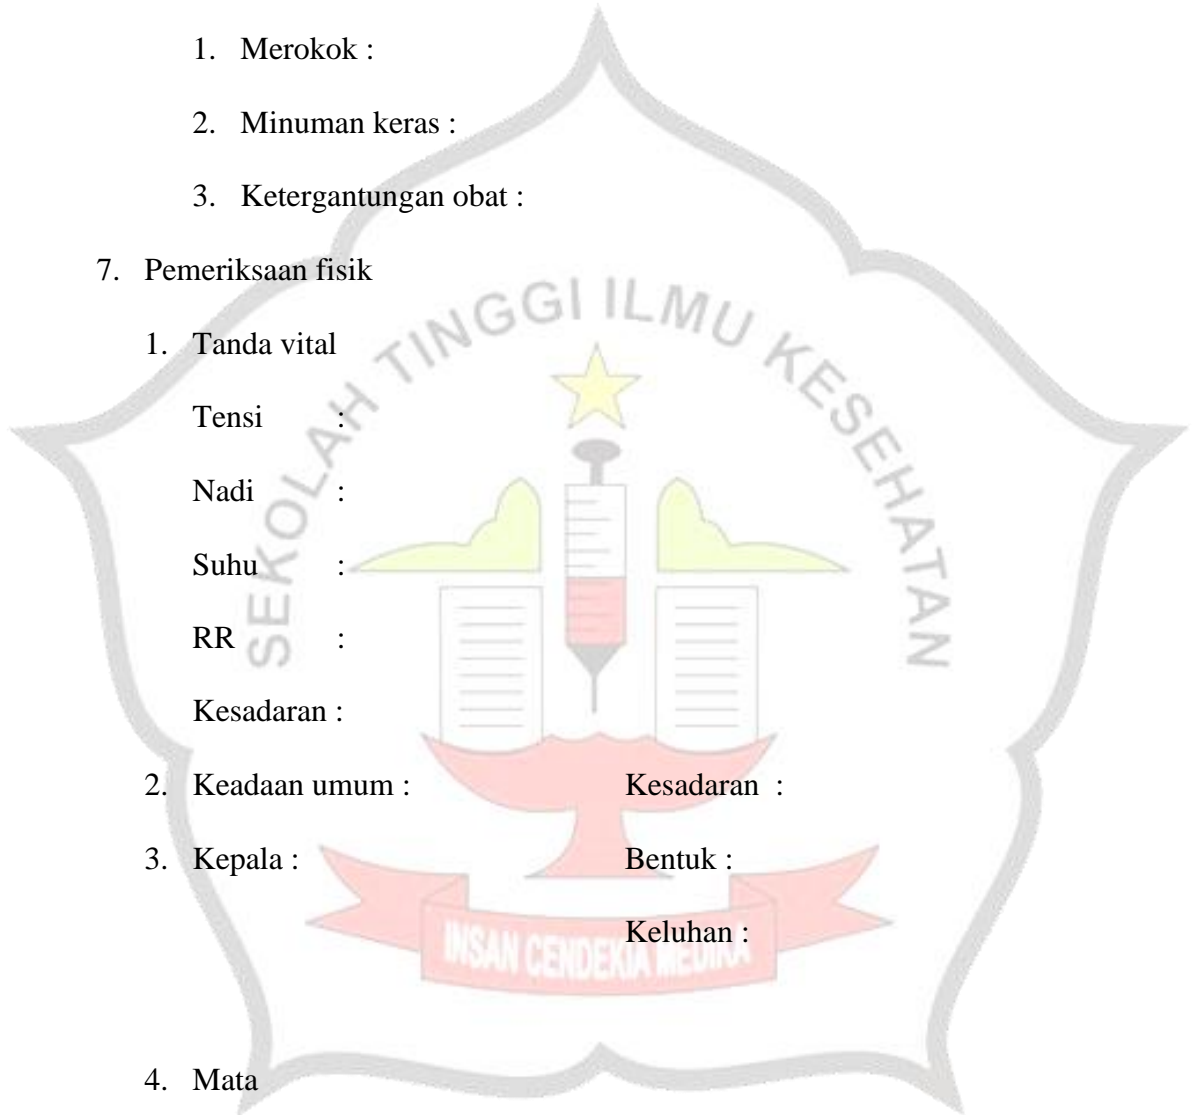 1. Merokok :
2. Minuman keras :
3. Ketergantungan obat :
7. Pemeriksaan fisik
SEKOLAH TINGGI ILMU KESEHATAN
1. Tanda vital
Tensi :
Nadi :
Suhu :
RR :
Kesadaran :
2. Keadaan umum : Kesadaran :
3. Kepala : Bentuk :
Keluhan :
INSAN CENDEKIA MEDIKA
4. Mata